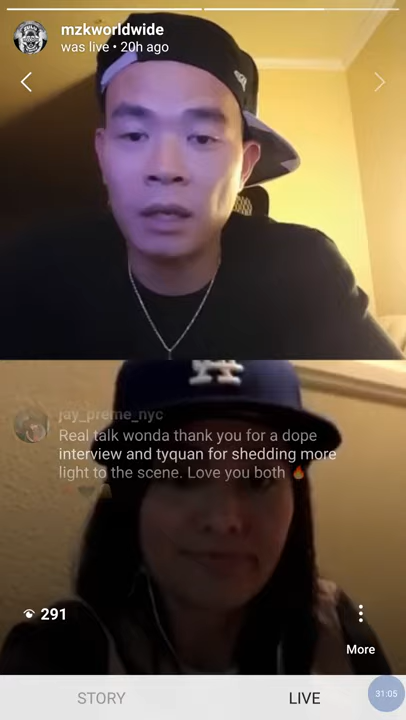 mzkworldwide
was live • 20h ago
LA
jay_preme_nyc
Real talk wonda thank you for a dope
interview and tyquan for shedding more
light to the scene. Love you both 🔥
291
More
STORY
LIVE
31:05